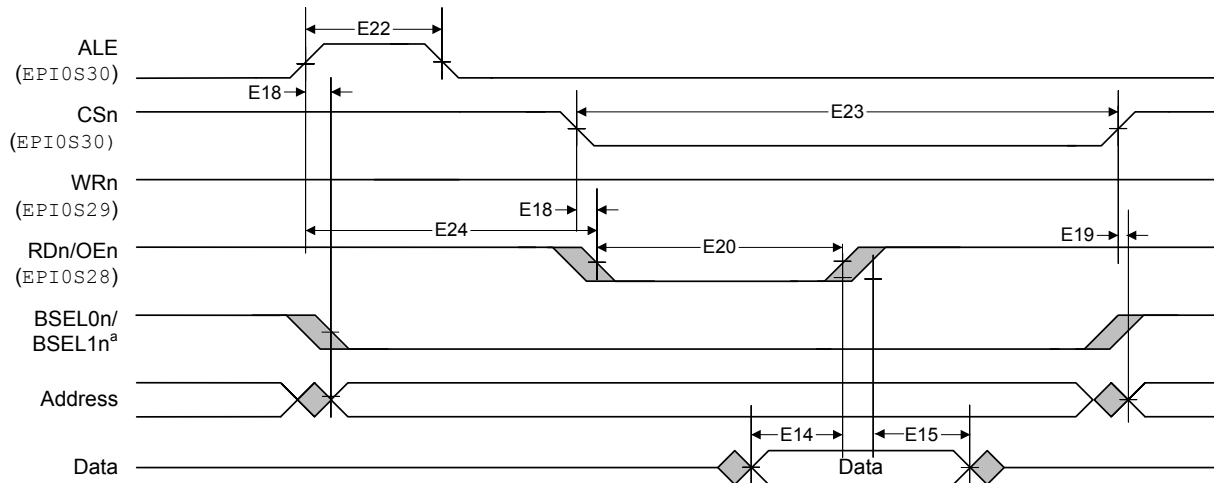 E22
ALE
(EPI0S30)
E18
CSn
E23
(EPI0S30)
WRn
(EPI0S29)
E18
E24
E20
E19
RDn/OEn
(EPI0S28)
BSEL0n/
BSEL1nª
Address
E14
E15
Data
Data